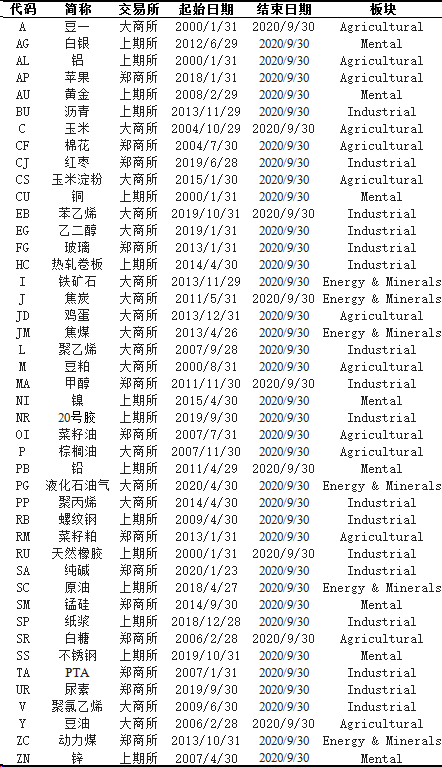 代码 简称 交易所 起始日期 结束日期 板块
A 豆一 大商所 2000/1/31 2020/9/30 Agricultural
AG 白银 上期所 2012/6/29 2020/9/30 Mental
AL 铝 上期所 2000/1/31 2020/9/30 Agricultural
AP 苹果 郑商所 2018/1/31 2020/9/30 Agricultural
AU 黄金 上期所 2008/2/29 2020/9/30 Mental
BU 沥青 上期所 2013/11/29 2020/9/30 Industrial
C 玉米 大商所 2004/10/29 2020/9/30 Agricultural
CF 棉花 郑商所 2004/7/30 2020/9/30 Agricultural
CJ 红枣 郑商所 2019/6/28 2020/9/30 Industrial
CS 玉米淀粉 大商所 2015/1/30 2020/9/30 Agricultural
CU 铜 上期所 2000/1/31 2020/9/30 Mental
EB 苯乙烯 大商所 2019/10/31 2020/9/30 Industrial
EG 乙二醇 大商所 2019/1/31 2020/9/30 Industrial
FG 玻璃 郑商所 2013/1/31 2020/9/30 Industrial
HC 热轧卷板 上期所 2014/4/30 2020/9/30 Industrial
I 铁矿石 大商所 2013/11/29 2020/9/30 Energy & Minerals
J 焦炭 大商所 2011/5/31 2020/9/30 Energy & Minerals
JD 鸡蛋 大商所 2013/12/31 2020/9/30 Agricultural
JM 焦煤 大商所 2013/4/26 2020/9/30 Energy & Minerals
L 聚乙烯 大商所 2007/9/28 2020/9/30 Industrial
M 豆粕 大商所 2000/8/31 2020/9/30 Agricultural
MA 甲醇 郑商所 2011/11/30 2020/9/30 Industrial
NI 镍 上期所 2015/4/30 2020/9/30 Mental
NR 20号胶 上期所 2019/9/30 2020/9/30 Industrial
OI 菜籽油 郑商所 2007/7/31 2020/9/30 Agricultural
P 棕榈油 大商所 2007/11/30 2020/9/30 Agricultural
PB 铅 上期所 2011/4/29 2020/9/30 Mental
PG 液化石油气 大商所 2020/4/30 2020/9/30 Energy & Minerals
PP 聚丙烯 大商所 2014/4/30 2020/9/30 Industrial
RB 螺纹钢 上期所 2009/4/30 2020/9/30 Industrial
RM 菜籽粕 郑商所 2013/1/31 2020/9/30 Agricultural
RU 天然橡胶 上期所 2000/1/31 2020/9/30 Industrial
SA 纯碱 郑商所 2020/1/23 2020/9/30 Industrial
SC 原油 上期所 2018/4/27 2020/9/30 Energy & Minerals
SM 锰硅 郑商所 2014/9/30 2020/9/30 Mental
SP 纸浆 上期所 2018/12/28 2020/9/30 Industrial
SR 白糖 郑商所 2006/2/28 2020/9/30 Agricultural
SS 不锈钢 上期所 2019/10/31 2020/9/30 Mental
TA PTA 郑商所 2007/1/31 2020/9/30 Industrial
UR 尿素 郑商所 2019/9/30 2020/9/30 Industrial
V 聚氯乙烯 大商所 2009/6/30 2020/9/30 Industrial
Y 豆油 大商所 2006/2/28 2020/9/30 Agricultural
ZC 动力煤 郑商所 2013/10/31 2020/9/30 Energy & Minerals
ZN 锌 上期所 2007/4/30 2020/9/30 Mental